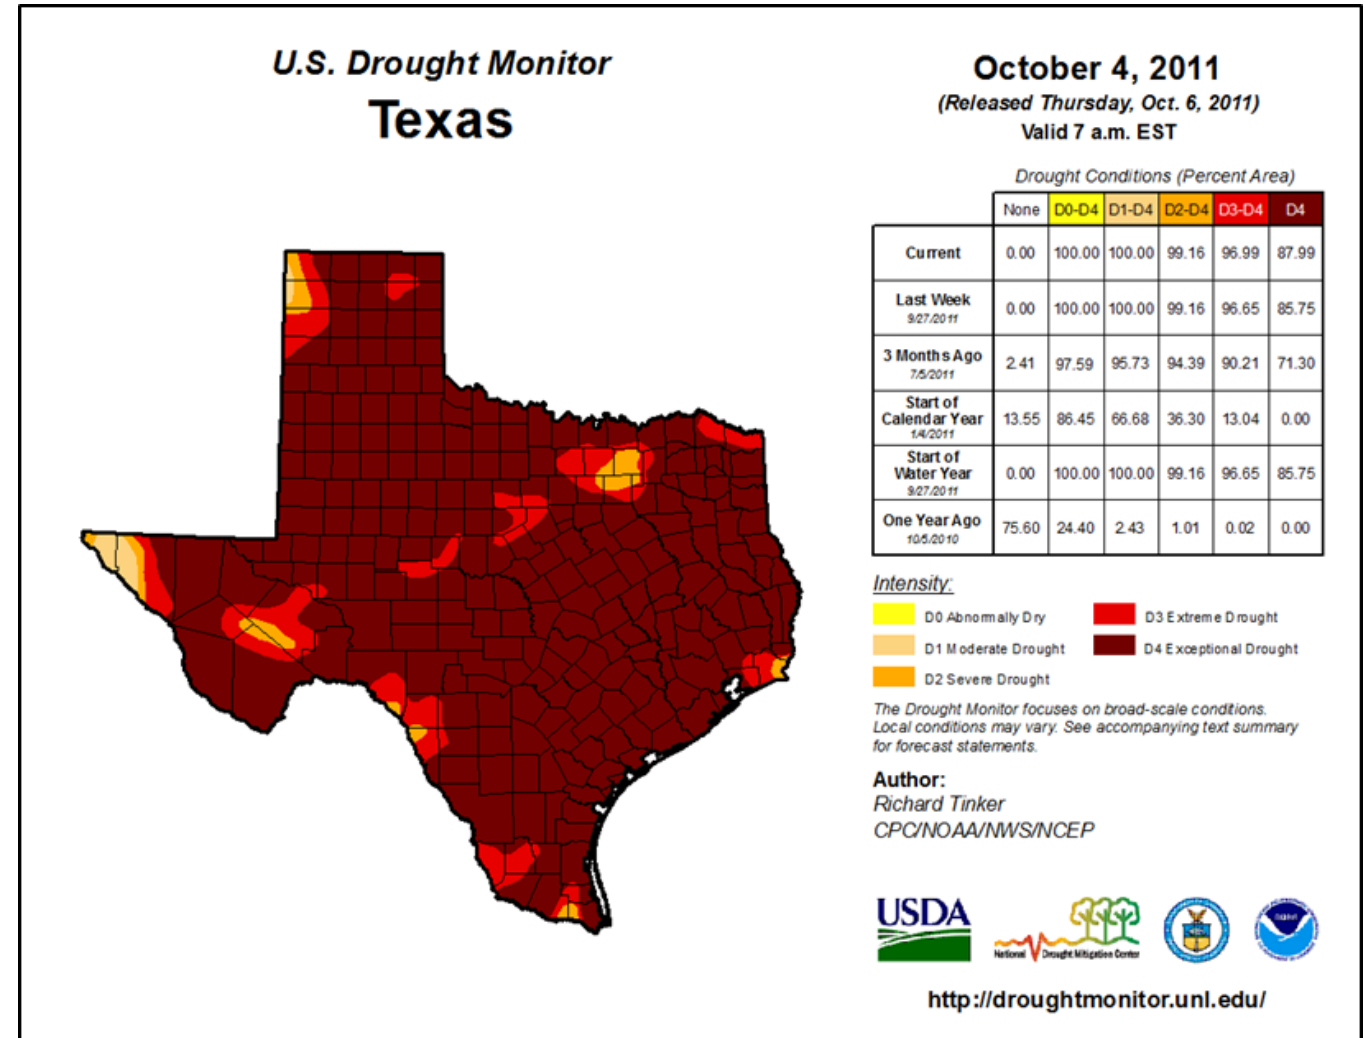 U.S. Drought Monitor
Texas
October 4, 2011
(Released Thursday, Oct. 6, 2011)
Valid 7 a.m. EST
Drought Conditions (Percent Area)
None D0-D4 D1-D4 D2-D4 D3-D4 D4
Current 0.00 100.00 100.00 99.16 96.99 87.99
Last Week 9/27/2011 0.00 100.00 100.00 99.16 96.65 85.75
3 Months Ago 7/5/2011 2.41 97.59 95.73 94.39 90.21 71.30
Start of Calendar Year 1/4/2011 13.55 86.45 66.68 36.30 13.04 0.00
Start of Water Year 9/27/2011 0.00 100.00 100.00 99.16 96.65 85.75
One Year Ago 10/5/2010 75.60 24.40 2.43 1.01 0.02 0.00
Intensity:
D0 Abnormally Dry
D1 Moderate Drought
D2 Severe Drought
D3 Extreme Drought
D4 Exceptional Drought
The Drought Monitor focuses on broad-scale conditions.
Local conditions may vary. See accompanying text summary
for forecast statements.
Author:
Richard Tinker
CPC/NOAA/NWS/NCEP
USDA
National Drought Mitigation Center
http://droughtmonitor.unl.edu/